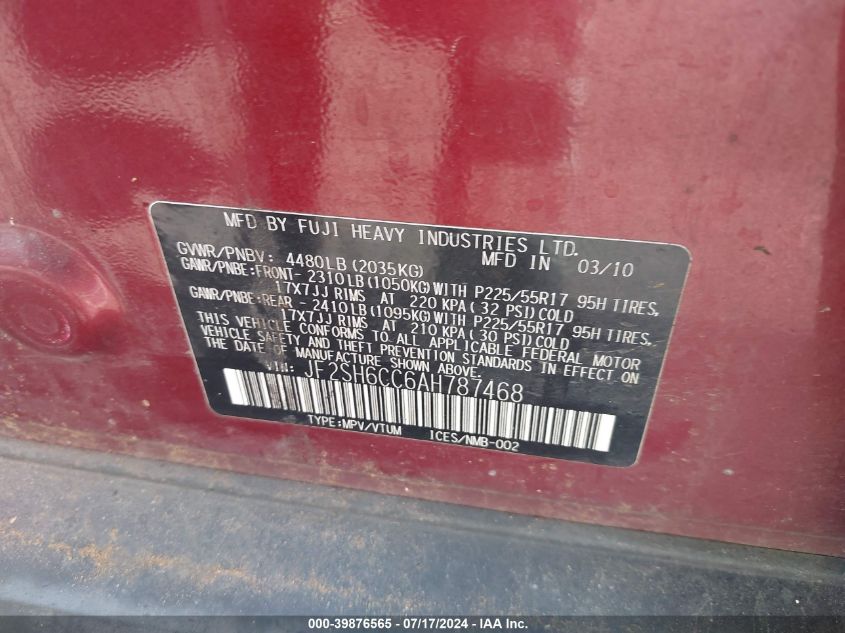 MFD BY FUJI HEAVY INDUSTRIES LTD.
GVWR/PNBV: 4480LB (2035KG) MFD IN 03/10
GAWR/PNBE:FRONT- 2310LB (1050KG)WITH P225/55R17 95H TIRES,
17X7JJ RIMS AT 220 KPA (32 PSI)COLD
GAWR/PNBE:REAR - 2410LB (1095KG)WITH P225/55R17 95H TIRES,
17X7JJ RIMS AT 210 KPA (30 PSI)COLD
THIS VEHICLE CONFORMS TO ALL APPLICABLE FEDERAL MOTOR
VEHICLE SAFETY AND THEFT PREVENTION STANDARDS IN EFFECT ON
THE DATE OF MANUFACTURE SHOWN ABOVE.
VIN: JF2SH6CC6AH787468
TYPE:MPV/VTUM ICES/NMB-002
000-39876565 - 07/17/2024 - IAA, Inc.